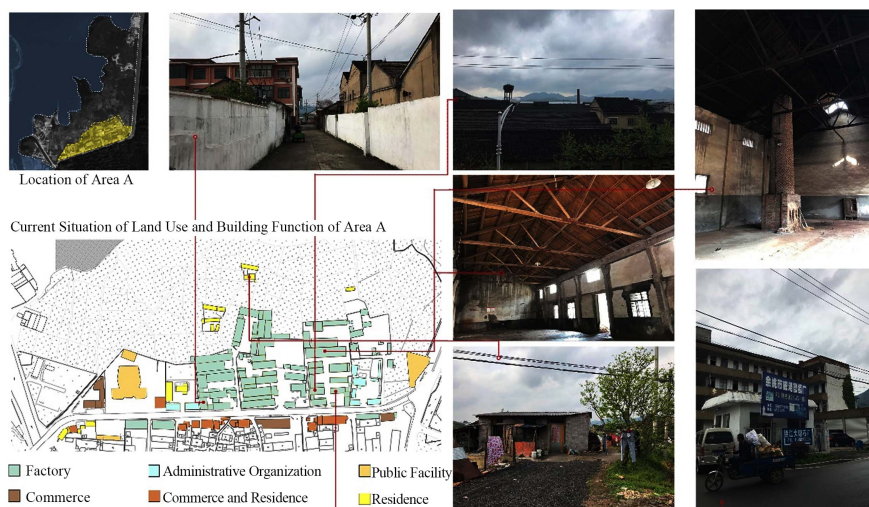 Location of Area A
Current Situation of Land Use and Building Function of Area A
Factory
Administrative Organization
Public Facility
Commerce
Commerce and Residence
Residence